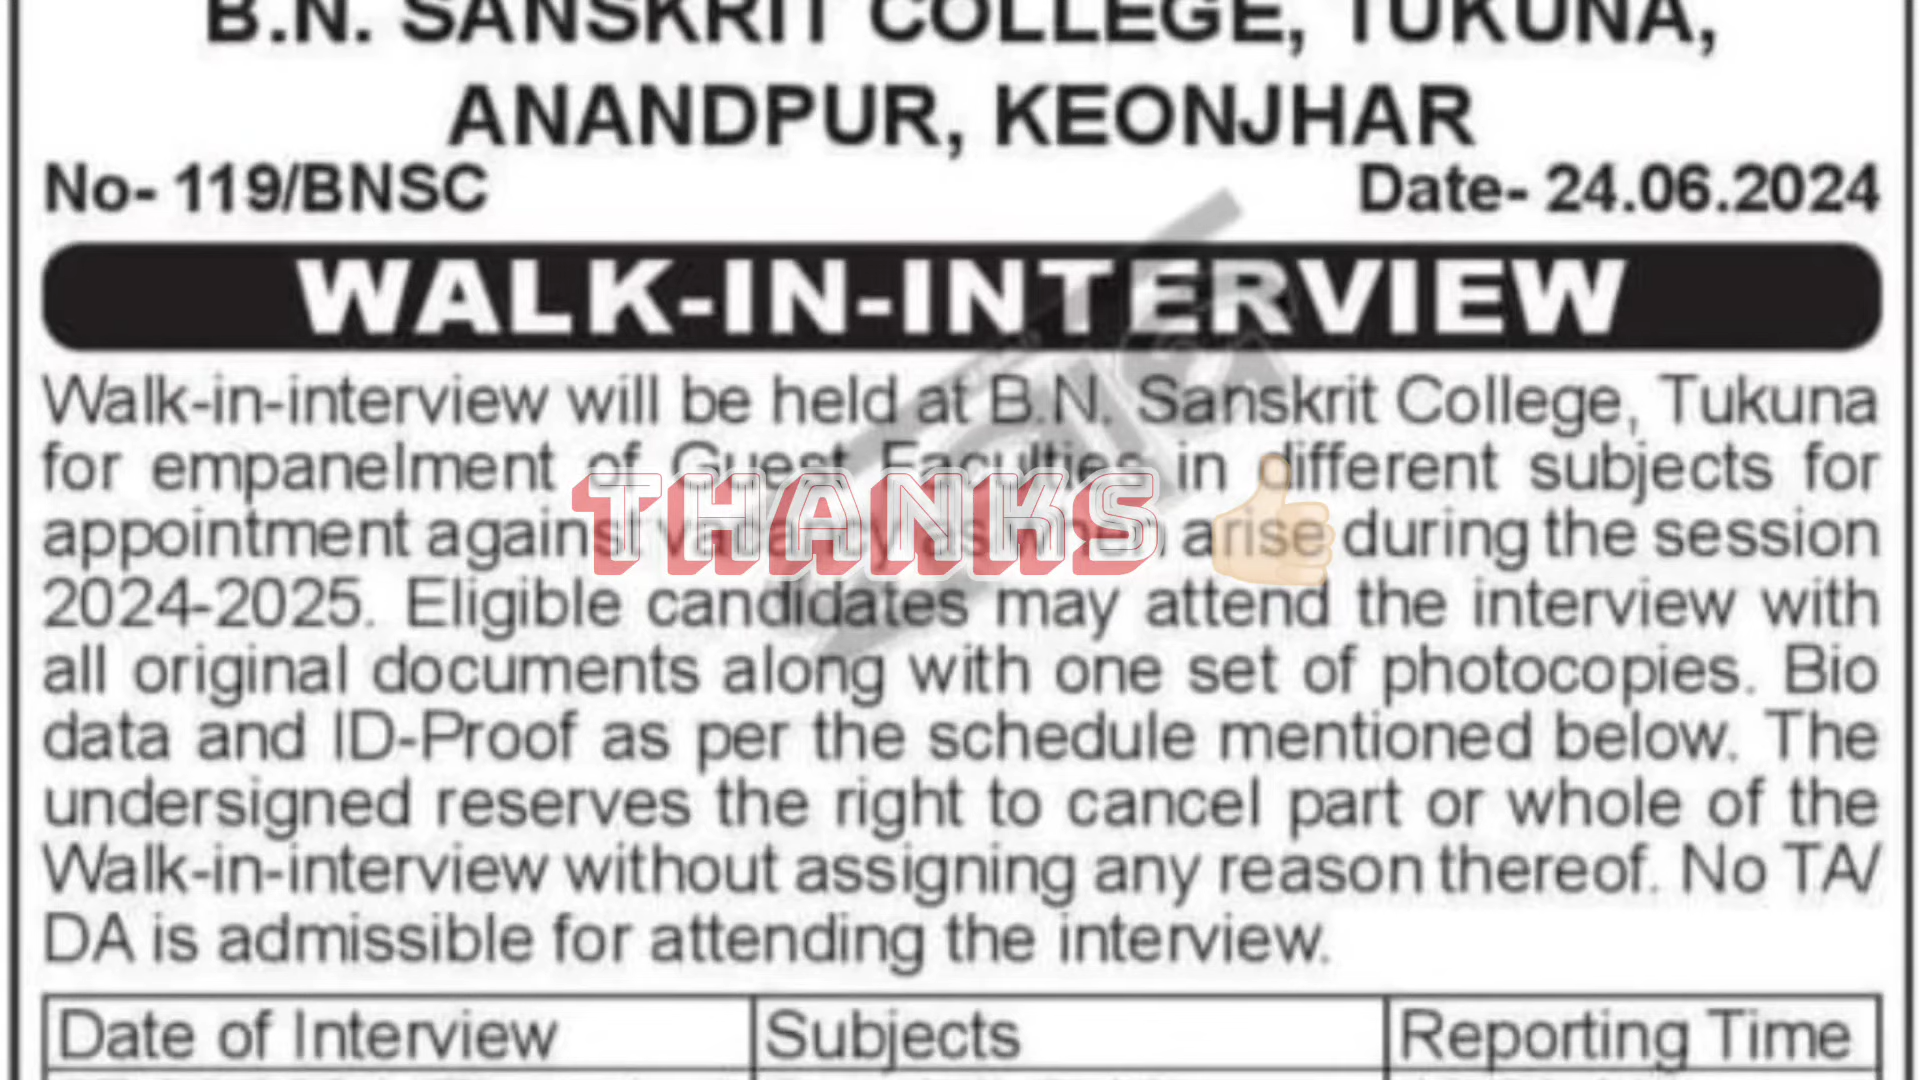 B.N. SANSKRIT COLLEGE, TUKUNA,
ANANDPUR, KEONJHAR
No- 119/BNSC Date- 24.06.2024
WALK-IN-INTERVIEW
Walk-in-interview will be held at B.N. Sanskrit College, Tukuna
for empanelment of Guest Faculties in different subjects for
appointment against vacancy arise during the session
THANKS
2024-2025. Eligible candidates may attend the interview with
all original documents along with one set of photocopies. Bio
data and ID-Proof as per the schedule mentioned below. The
undersigned reserves the right to cancel part or whole of the
Walk-in-interview without assigning any reason thereof. No TA/
DA is admissible for attending the interview.
Date of Interview Subjects Reporting Time